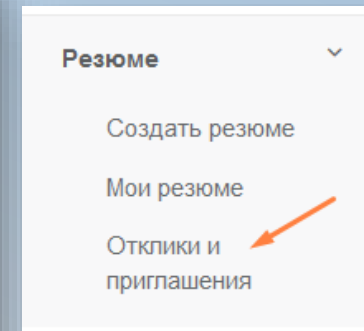 Резюме
Создать резюме
Мои резюме
Отклики и
приглашения